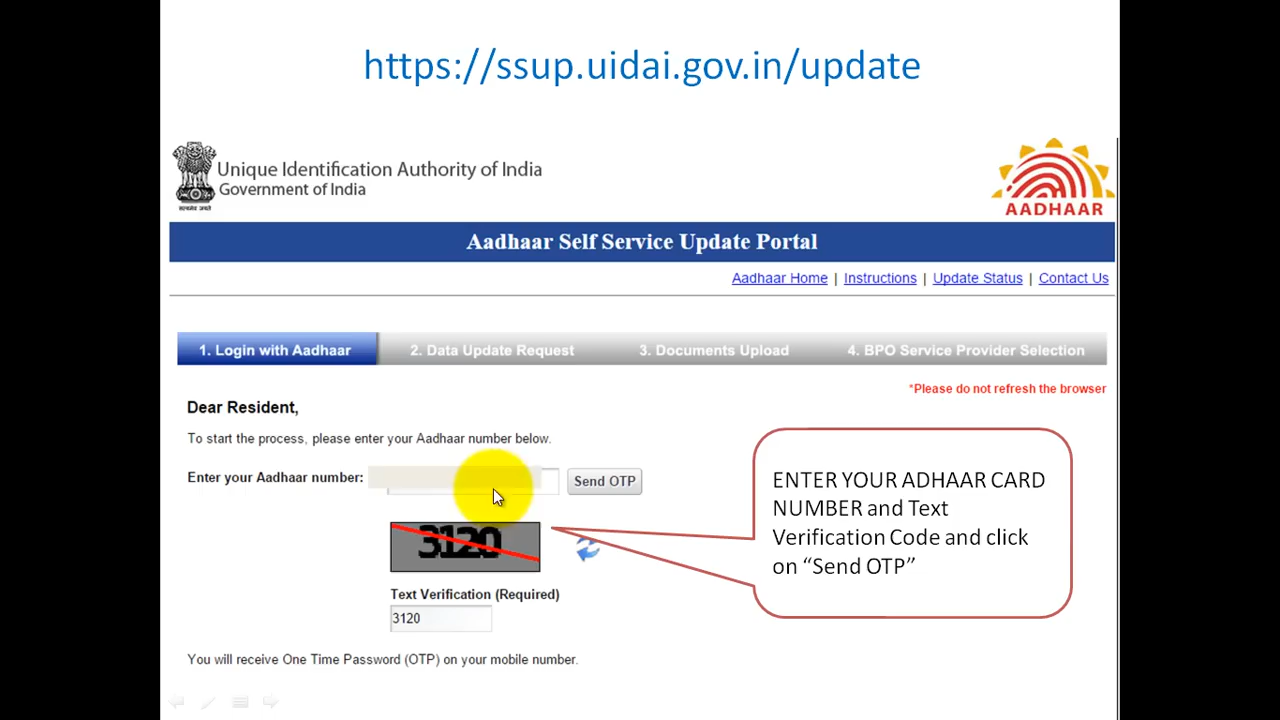 https://ssup.uidai.gov.in/update
Unique Identification Authority of India
Government of India
सत्यमेव जयते
AADHAAR
Aadhaar Self Service Update Portal
Aadhaar Home | Instructions | Update Status | Contact Us
1. Login with Aadhaar 2. Data Update Request 3. Documents Upload 4. BPO Service Provider Selection
*Please do not refresh the browser
Dear Resident,
To start the process, please enter your Aadhaar number below.
Enter your Aadhaar number: Send OTP
3120
Text Verification (Required)
3120
You will receive One Time Password (OTP) on your mobile number.
ENTER YOUR ADHAAR CARD
NUMBER and Text
Verification Code and click
on “Send OTP”